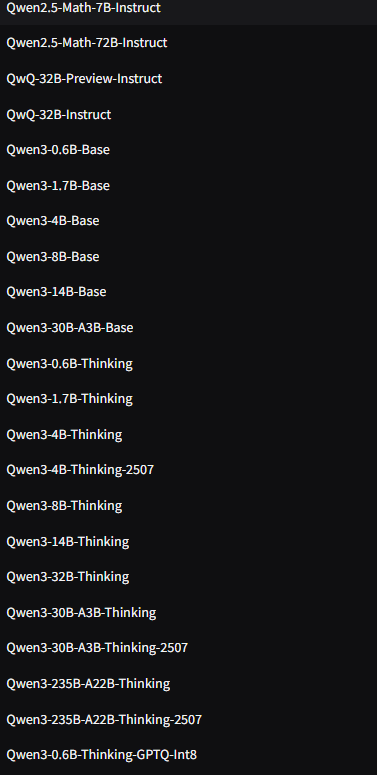 Qwen2.5-Math-7B-Instruct
Qwen2.5-Math-72B-Instruct
QwQ-32B-Preview-Instruct
QwQ-32B-Instruct
Qwen3-0.6B-Base
Qwen3-1.7B-Base
Qwen3-4B-Base
Qwen3-8B-Base
Qwen3-14B-Base
Qwen3-30B-A3B-Base
Qwen3-0.6B-Thinking
Qwen3-1.7B-Thinking
Qwen3-4B-Thinking
Qwen3-4B-Thinking-2507
Qwen3-8B-Thinking
Qwen3-14B-Thinking
Qwen3-32B-Thinking
Qwen3-30B-A3B-Thinking
Qwen3-30B-A3B-Thinking-2507
Qwen3-235B-A22B-Thinking
Qwen3-235B-A22B-Thinking-2507
Qwen3-0.6B-Thinking-GPTQ-Int8